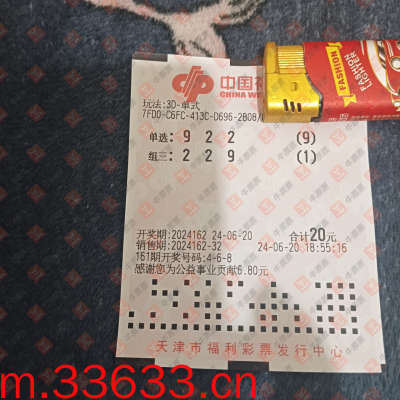 中国福
CHINA WE
玩法:3D-单式
7FD0-C6FC-413C-D696-2B08/
单选: 9 2 2 (9)
组三: 2 2 9 (1)
开奖期:2024162 24-06-20 合计20元
销售期:2024162-32 24-06-20 18:55:16
161期开奖号码:4-6-8
感谢您为公益事业贡献6.80元
天津市福利彩票发行中心
FASHION
FASHION
LIGHTER
m.33633.cn